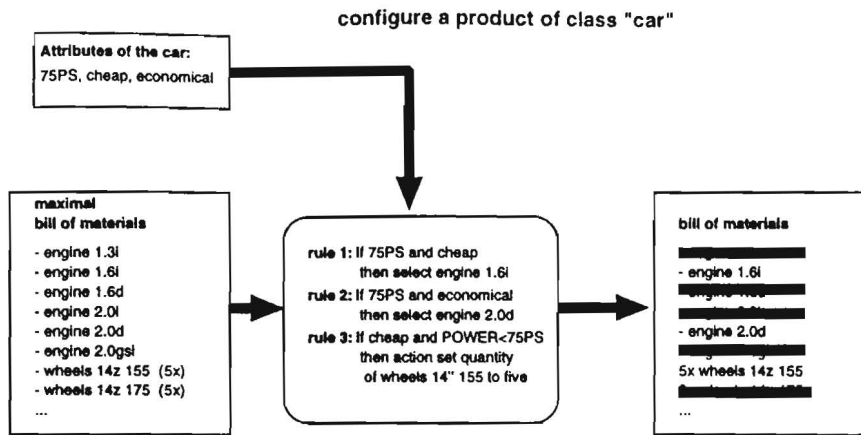 configure a product of class "car"
Attributes of the car:
75PS, cheap, economical
maximal
bill of materials
- engine 1.3i
- engine 1.6i
- engine 1.6d
- engine 2.0i
- engine 2.0d
- engine 2.0gsi
- wheels 14z 155 (5x)
- wheels 14z 175 (5x)
...
rule 1: If 75PS and cheap
then select engine 1.6i
rule 2: If 75PS and economical
then select engine 2.0d
rule 3: If cheap and POWER<75PS
then action set quantity
of wheels 14" 155 to five
bill of materials
- engine 1.6i
- engine 2.0d
5x wheels 14z 155
...